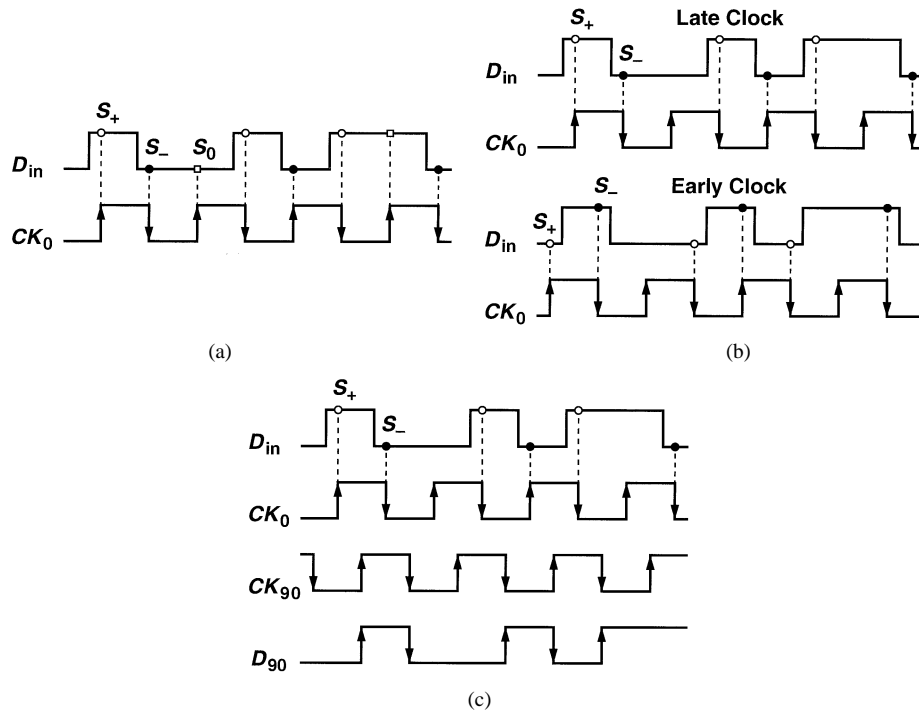 S+
S−
S0
Din
CK0
(a)
Late Clock
S+
S−
Din
CK0
Early Clock
S−
S+
Din
CK0
(b)
S+
S−
Din
CK0
CK90
D90
(c)